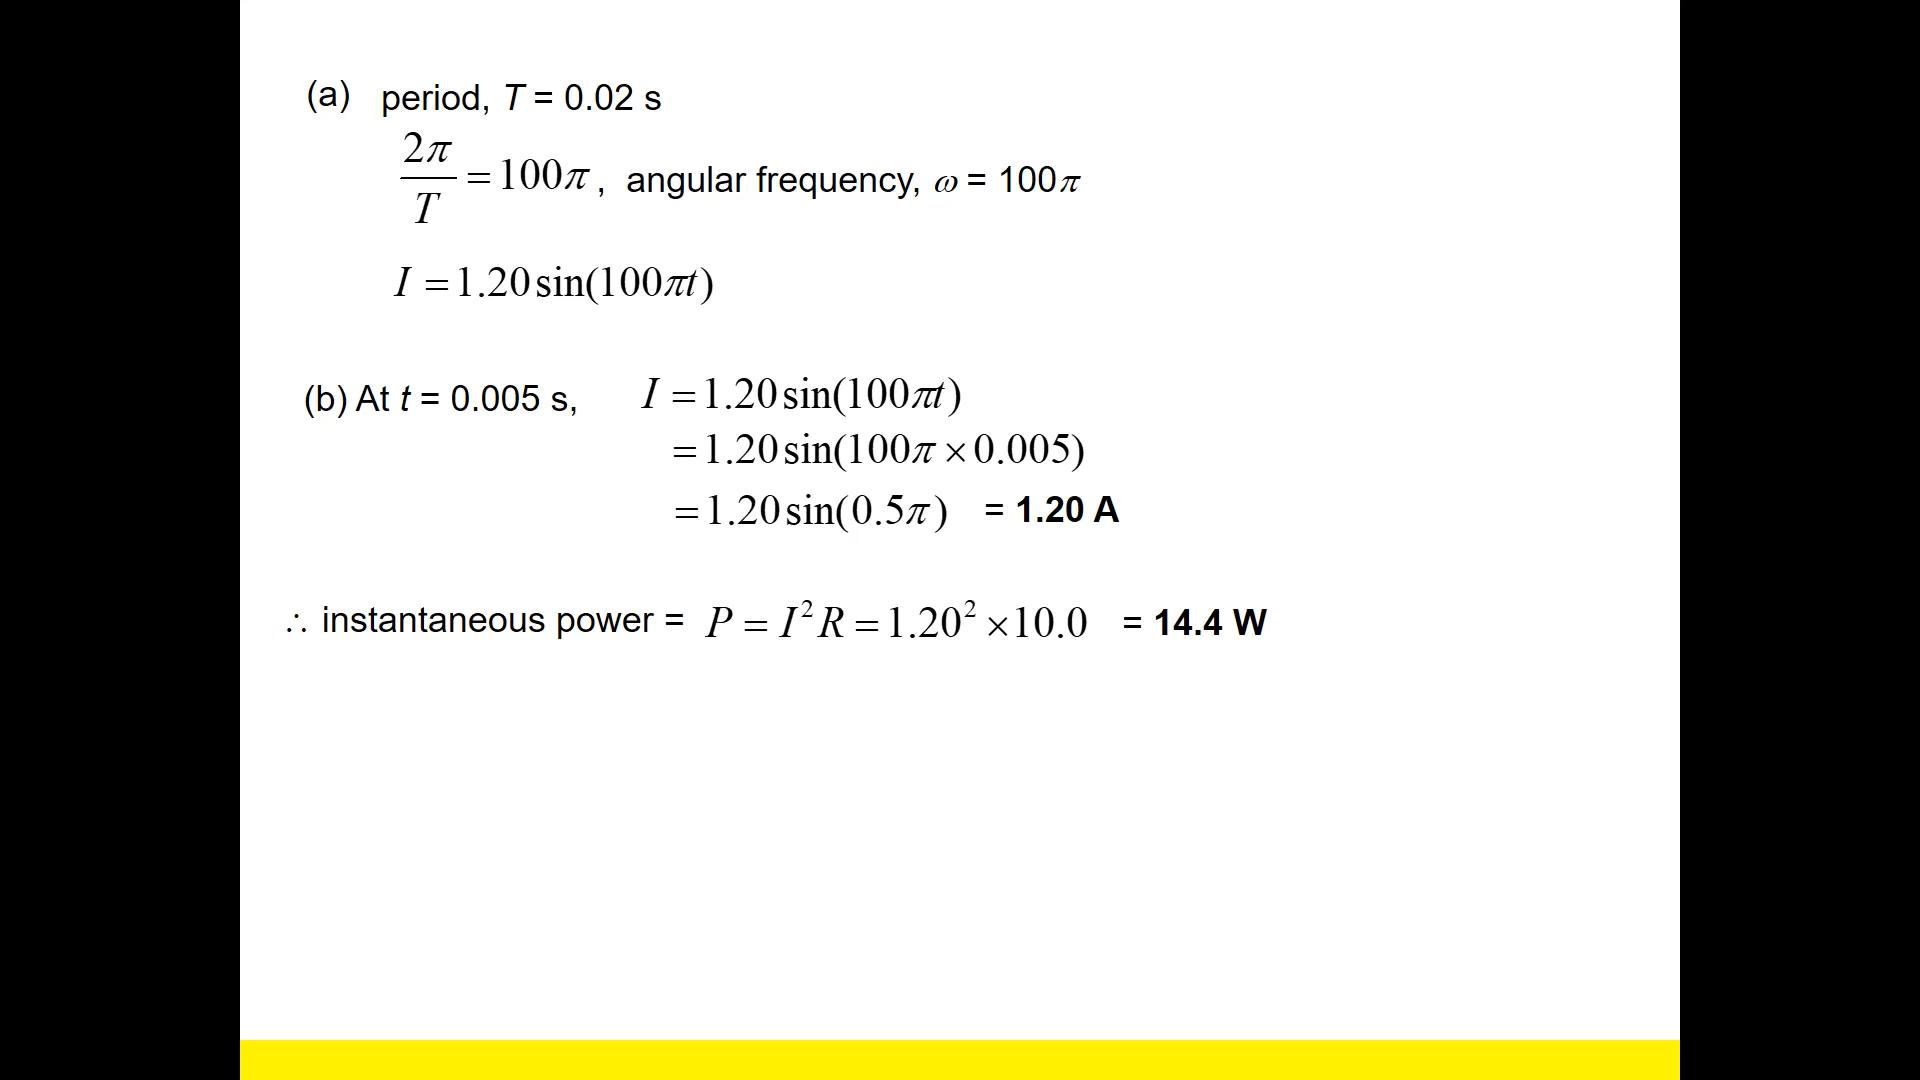 (a) period, T = 0.02 s
2π/T = 100π , angular frequency, ω = 100π
I = 1.20 sin(100πt)
(b) At t = 0.005 s, I = 1.20 sin(100πt)
= 1.20 sin(100π × 0.005)
= 1.20 sin(0.5π) = 1.20 A
∴ instantaneous power = P = I²R = 1.20² × 10.0 = 14.4 W